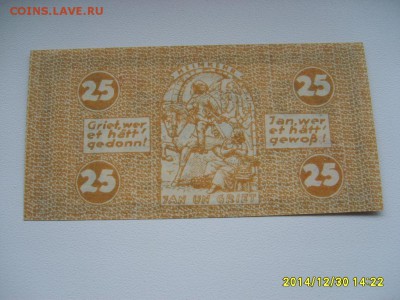 COINS.LAVE.RU
25
25
Griet, wer
et hätt'
gedonn!
Jan, wer
et hätt'
gewoß!
25
25
JAN UN GRIET
2014/12/30 14:22